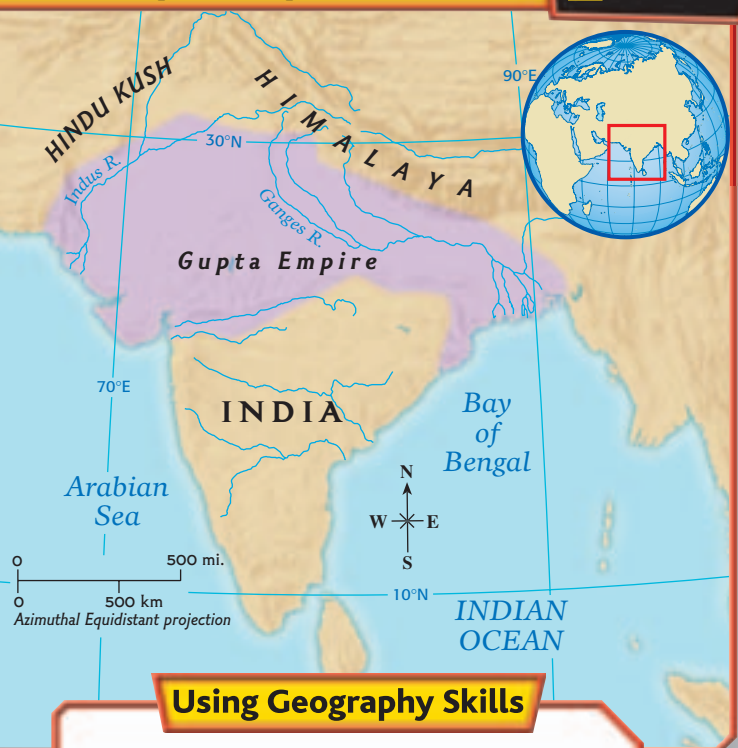 HINDU KUSH
HIMALAYA
90°E
30°N
Indus R.
Ganges R.
Gupta Empire
70°E
INDIA
Bay
of
Bengal
Arabian
Sea
N
W E
S
0 500 mi.
0 500 km
Azimuthal Equidistant projection
10°N
INDIAN
OCEAN
Using Geography Skills